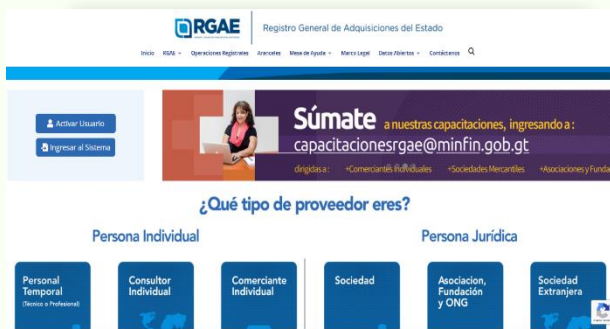 RGAE
Registro General de Adquisiciones del Estado
Inicio RGAE Operaciones Registrales Aranceles Mesa de Ayuda Marco Legal Datos Abiertos Contáctenos
Activar Usuario
Ingresar al Sistema
Súmate a nuestras capacitaciones, ingresando a :
capacitacionesrgae@minfin.gob.gt
dirigidas a : +Comerciantes Individuales +Sociedades Mercantiles +Asociaciones y Funda
¿Qué tipo de proveedor eres?
Persona Individual
Persona Jurídica
Personal
Temporal
(Técnico o Profesional)
Consultor
Individual
Comerciante
Individual
Sociedad
Asociacion,
Fundación
y ONG
Sociedad
Extranjera